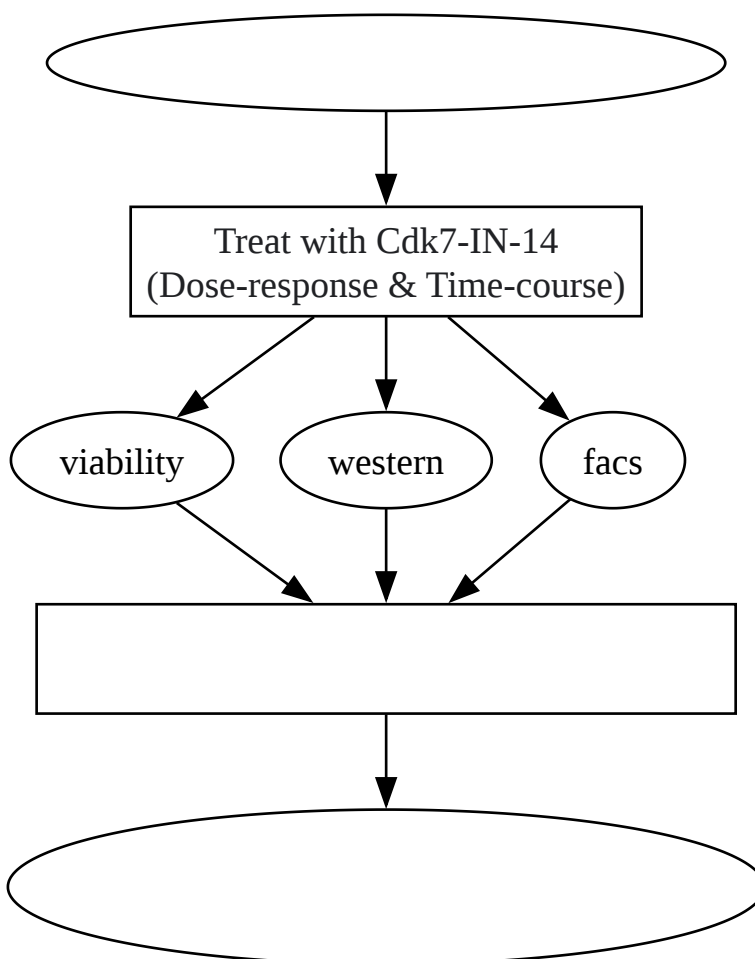 Treat with Cdk7-IN-14
(Dose-response & Time-course)
viability
western
facs